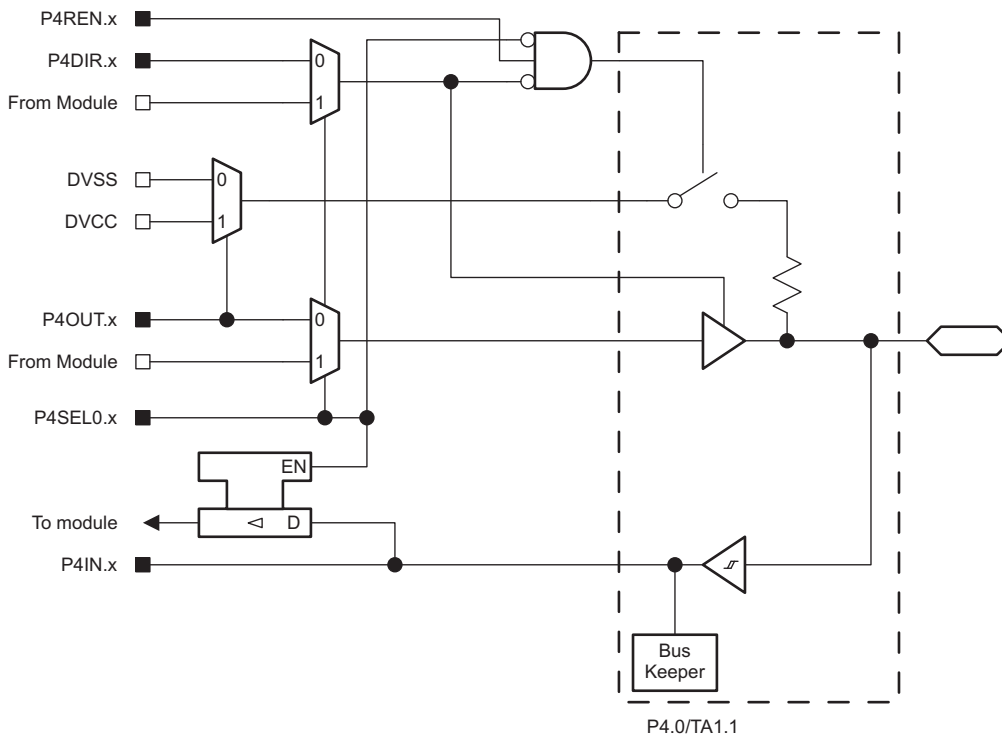 P4REN.x
P4DIR.x
0
From Module
1
DVSS
0
DVCC
1
P4OUT.x
0
From Module
1
P4SEL0.x
EN
To module
D
P4IN.x
Bus
Keeper
P4.0/TA1.1